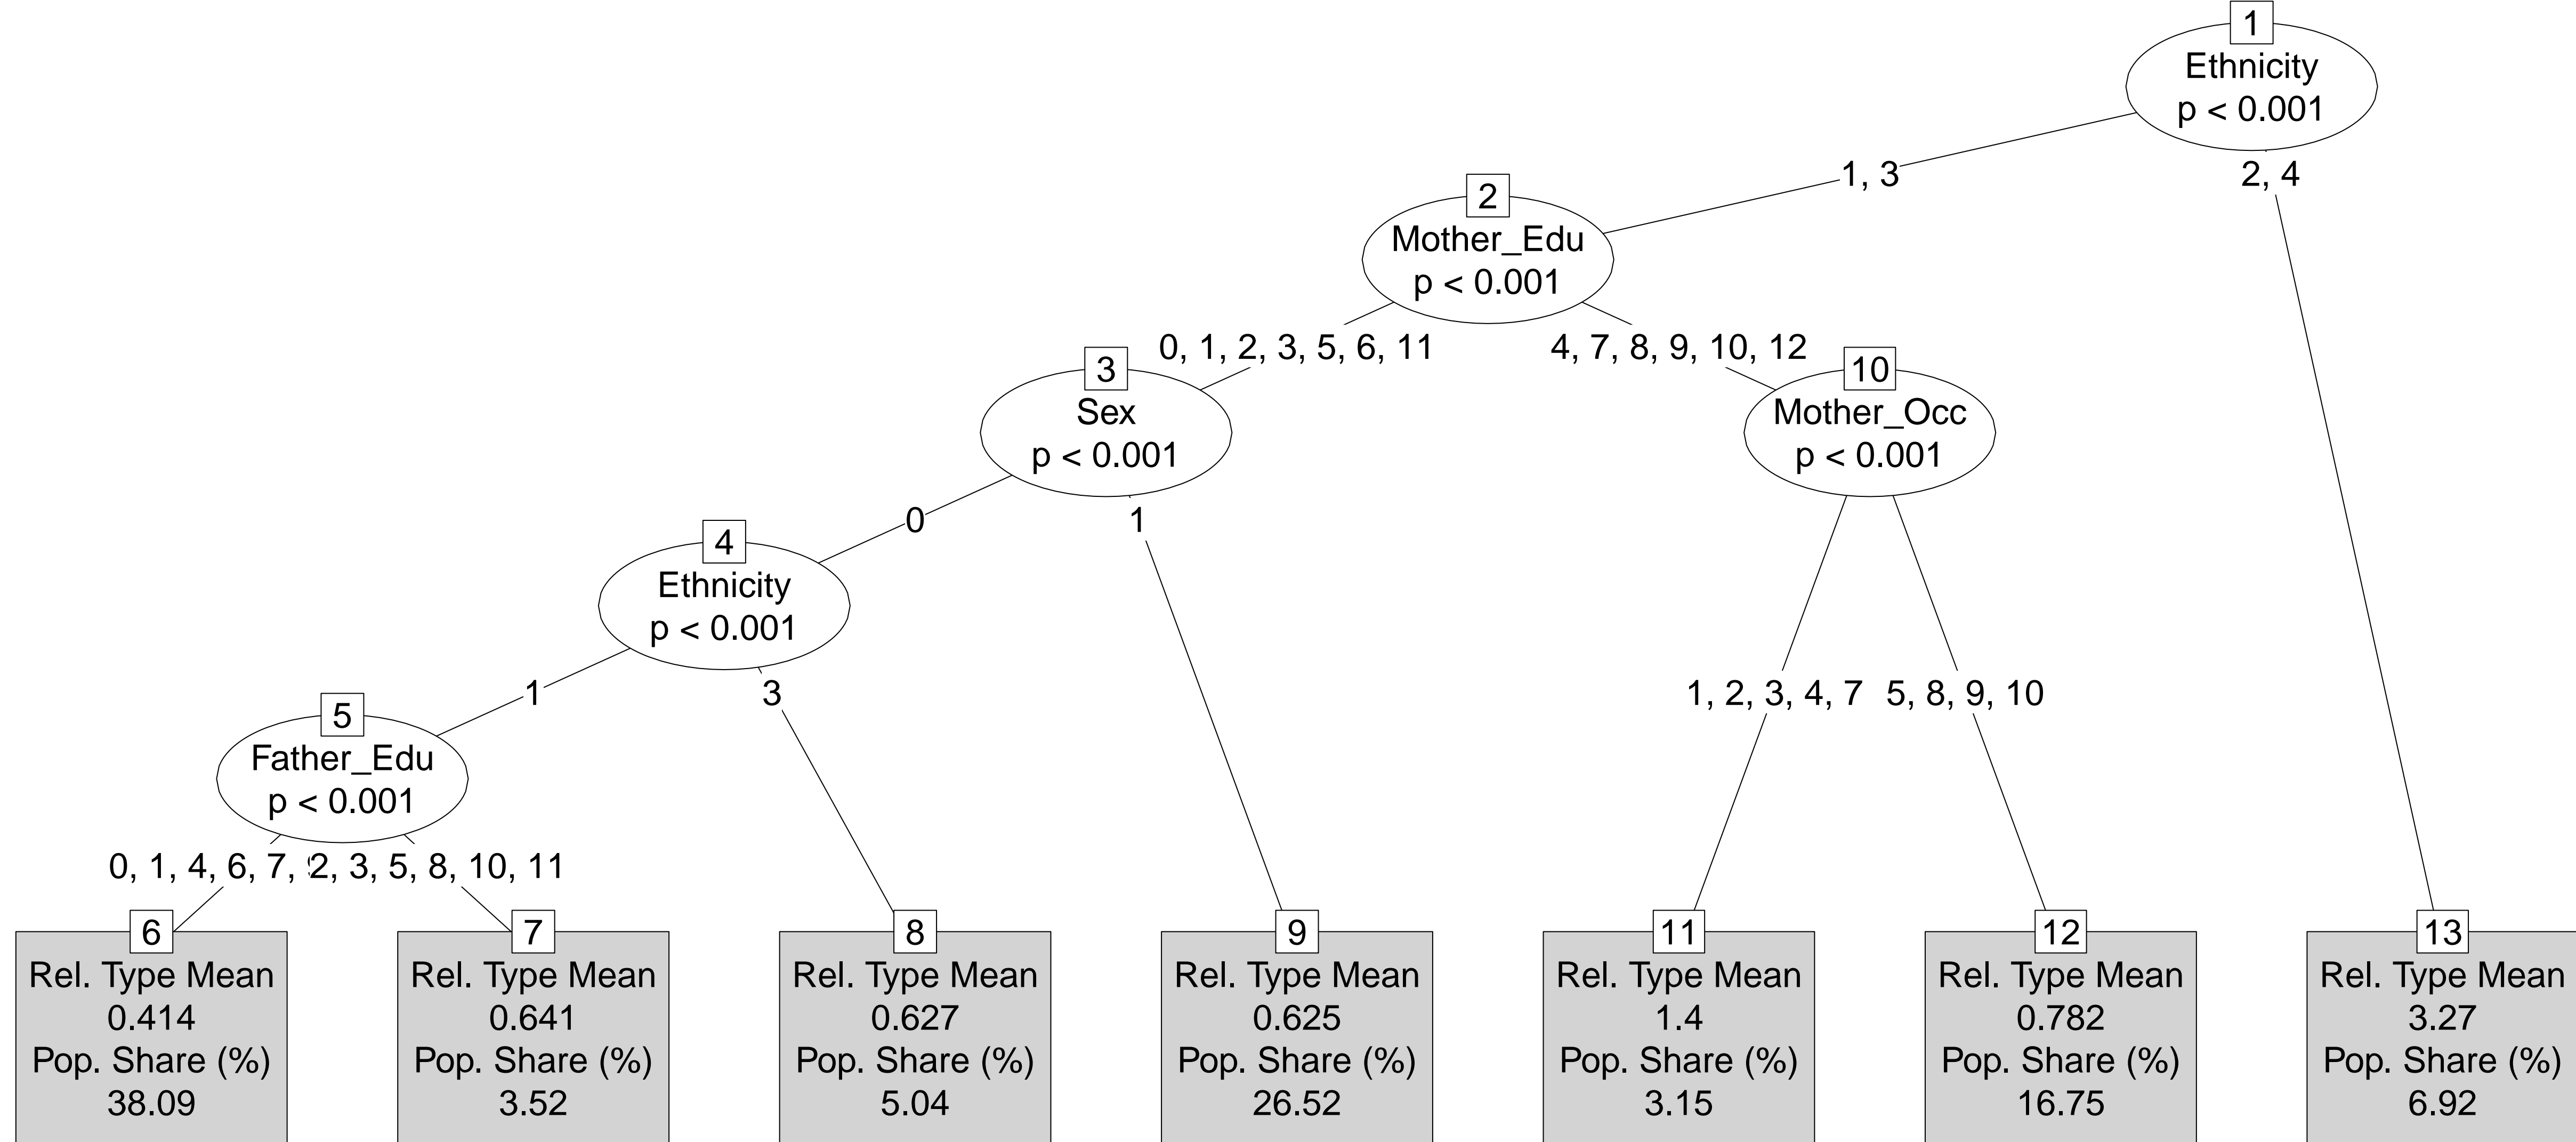 1
Ethnicity
p < 0.001
1, 3
2, 4
2
Mother_Edu
p < 0.001
0, 1, 2, 3, 5, 6, 11
4, 7, 8, 9, 10, 12
3
Sex
p < 0.001
10
Mother_Occ
p < 0.001
0
1
4
Ethnicity
p < 0.001
1
3
1, 2, 3, 4, 7
5, 8, 9, 10
5
Father_Edu
p < 0.001
0, 1, 4, 6, 7,
2, 3, 5, 8, 10, 11
6
Rel. Type Mean
0.414
Pop. Share (%)
38.09
7
Rel. Type Mean
0.641
Pop. Share (%)
3.52
8
Rel. Type Mean
0.627
Pop. Share (%)
5.04
9
Rel. Type Mean
0.625
Pop. Share (%)
26.52
11
Rel. Type Mean
1.4
Pop. Share (%)
3.15
12
Rel. Type Mean
0.782
Pop. Share (%)
16.75
13
Rel. Type Mean
3.27
Pop. Share (%)
6.92